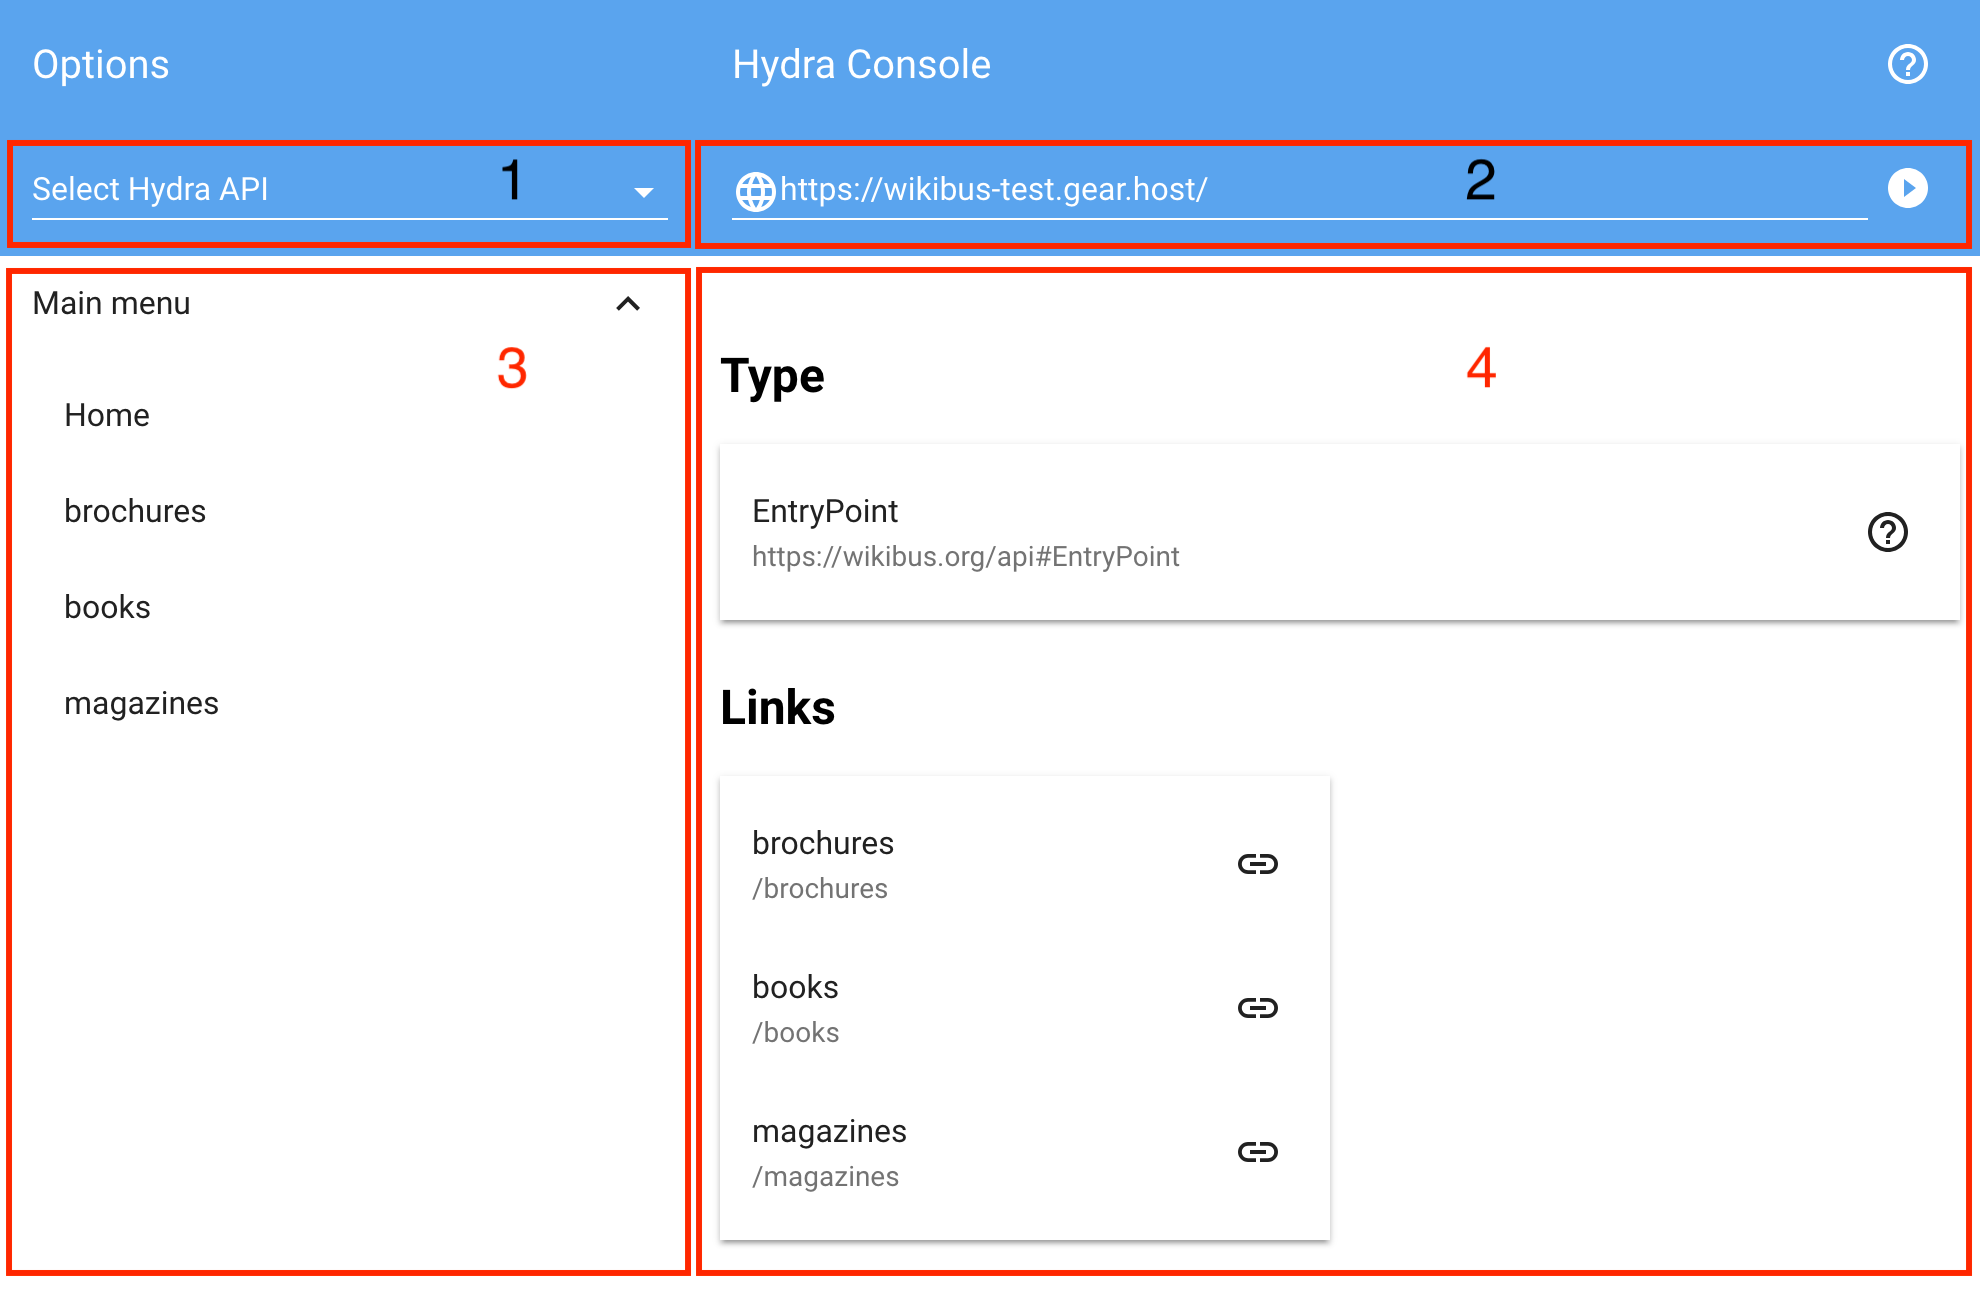 Options
Hydra Console
Select Hydra API
1
https://wikibus-test.gear.host/
2
Main menu
3
Home
brochures
books
magazines
4
Type
EntryPoint
https://wikibus.org/api#EntryPoint
Links
brochures
/brochures
books
/books
magazines
/magazines